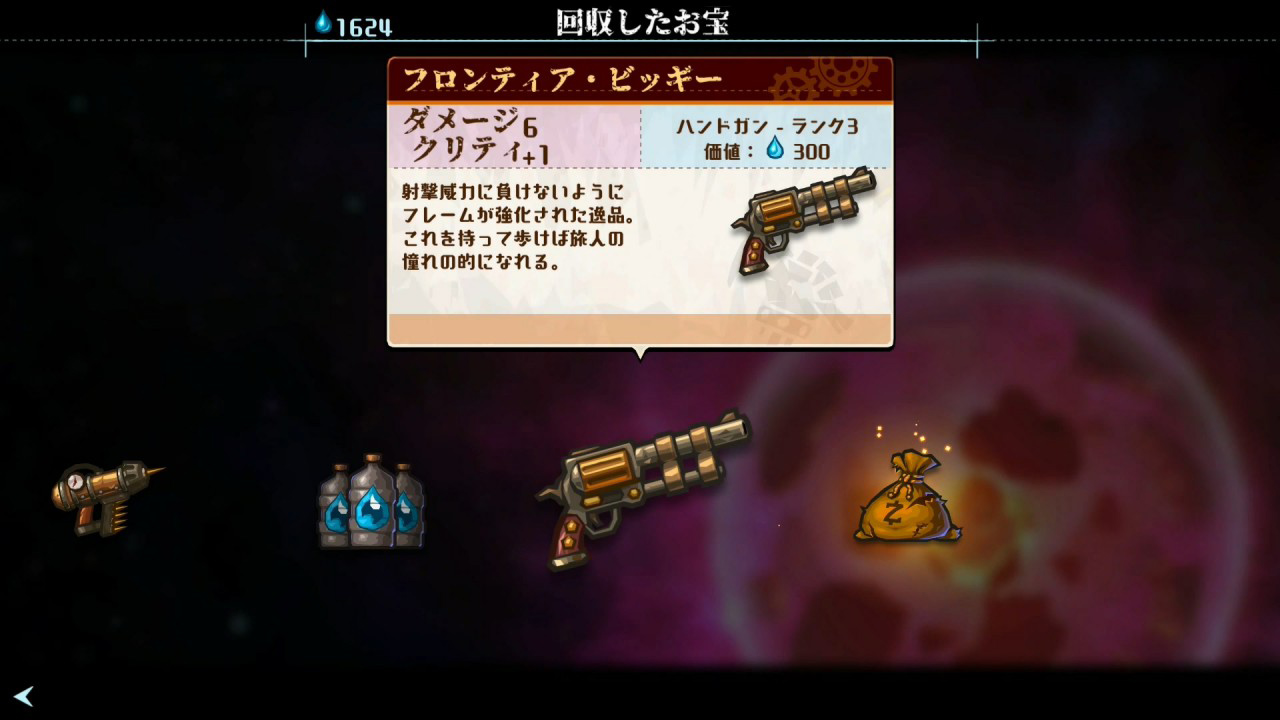 1624
回収したお宝
フロンティア・ビッギー
ダメージ6
クリティ+1
ハンドガン - ランク3
価値： 300
射撃威力に負けないように
フレームが強化された逸品。
これを持って歩けば旅人の
憧れの的になれる。